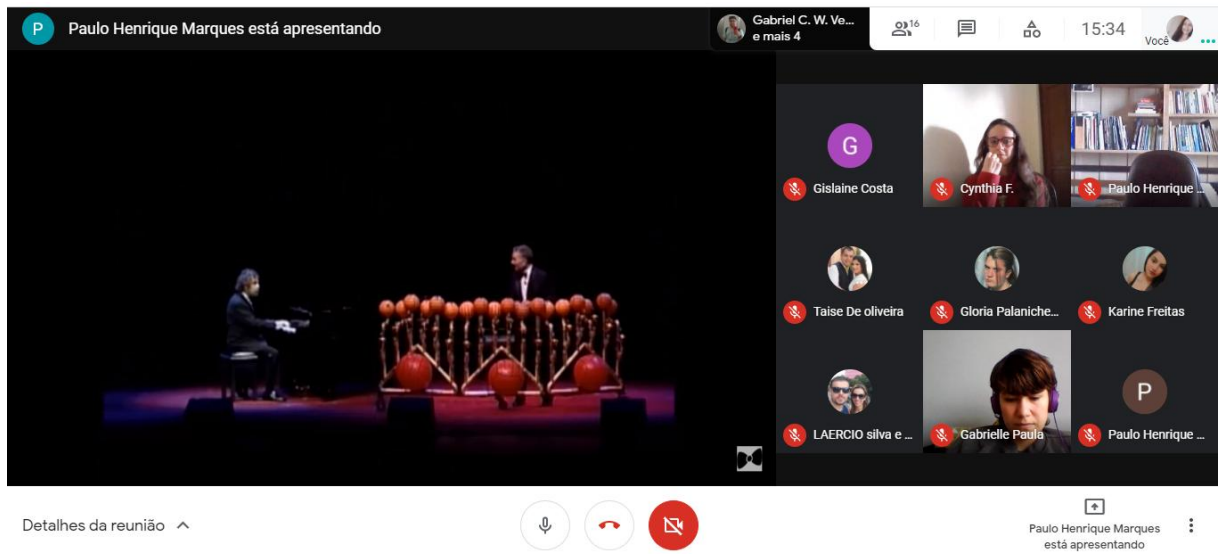 P
Paulo Henrique Marques está apresentando
Gabriel C. W. Ve...
e mais 4
16
15:34
Você
G
Gislaine Costa
Cynthia F.
Paulo Henrique ...
Taise De oliveira
Gloria Palaniche...
Karine Freitas
LAERCIO silva e ...
Gabrielle Paula
P
Paulo Henrique ...
Detalhes da reunião
Paulo Henrique Marques
está apresentando